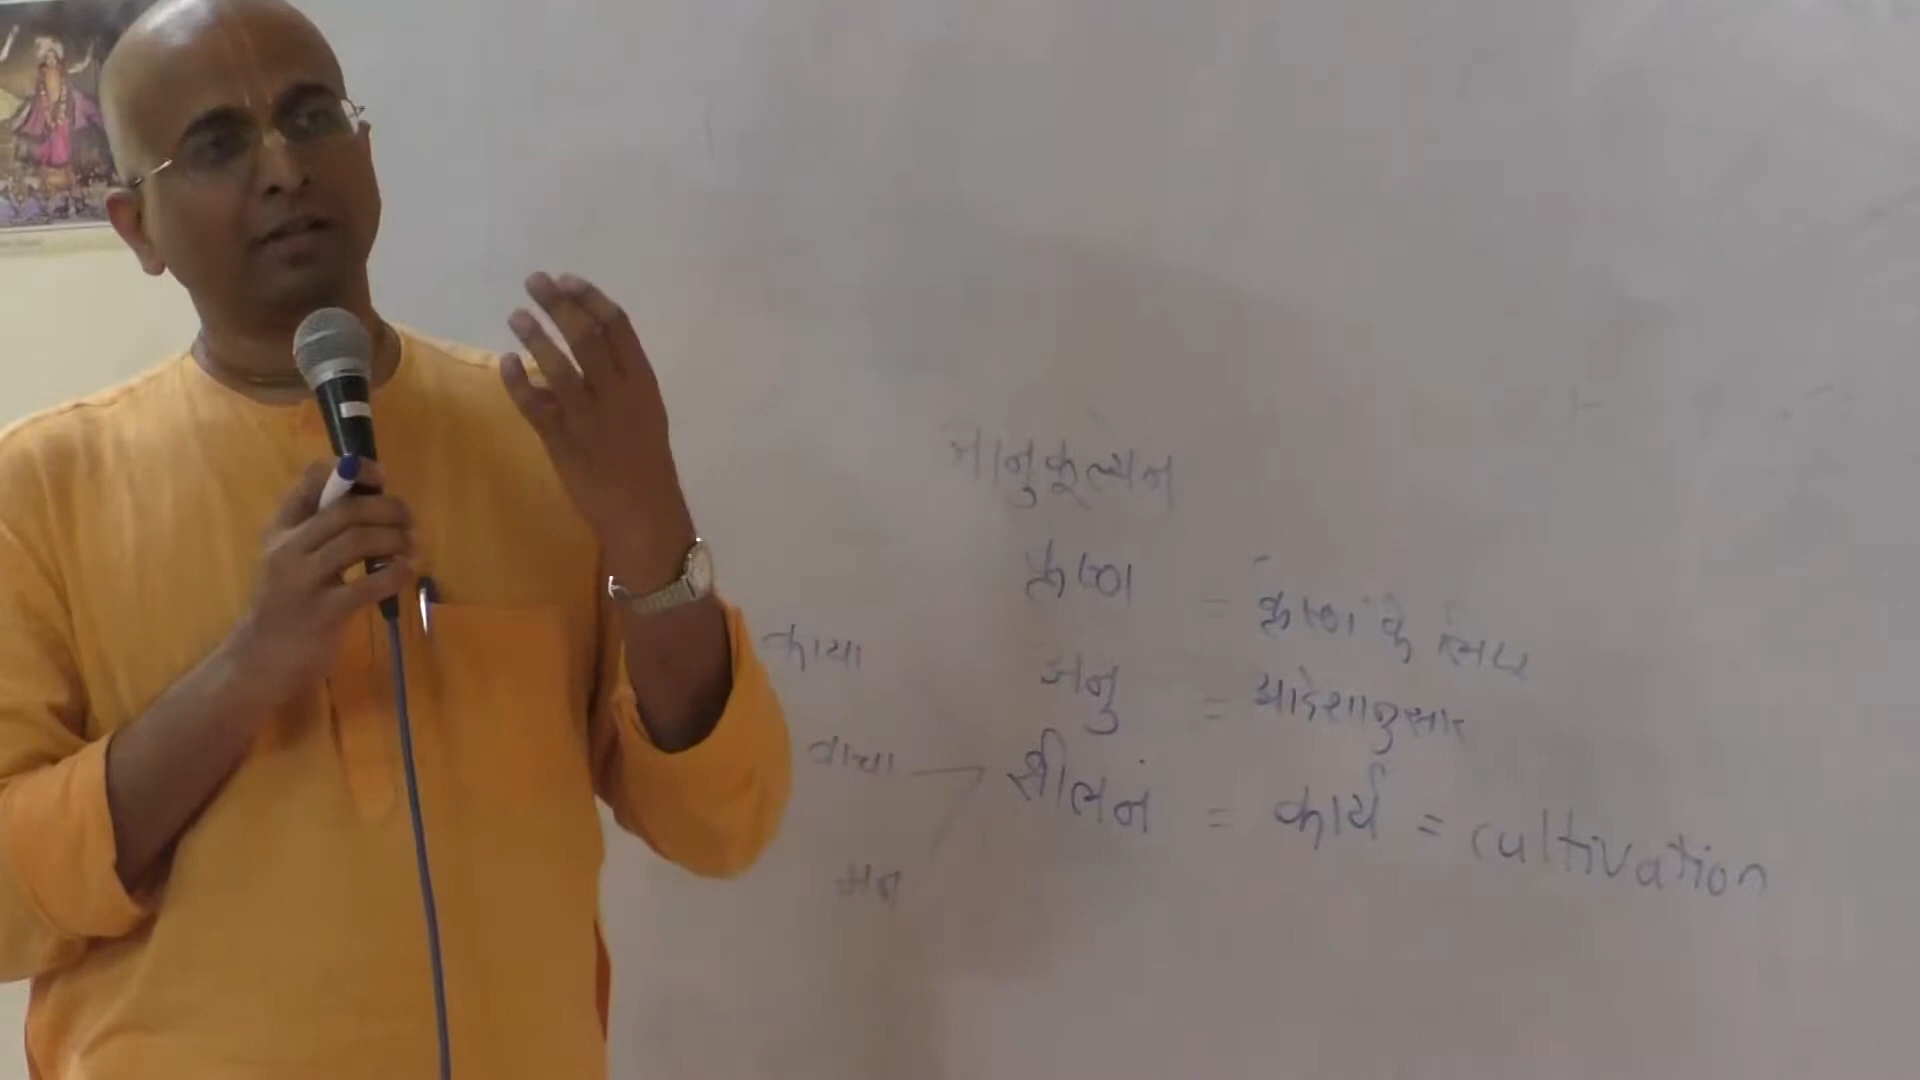 आनुकूल्येन
कृष्ण = कृष्ण के लिए
काया
अनु = आदेशानुसार
वाचा
शीलनं = कार्य = cultivation
मन